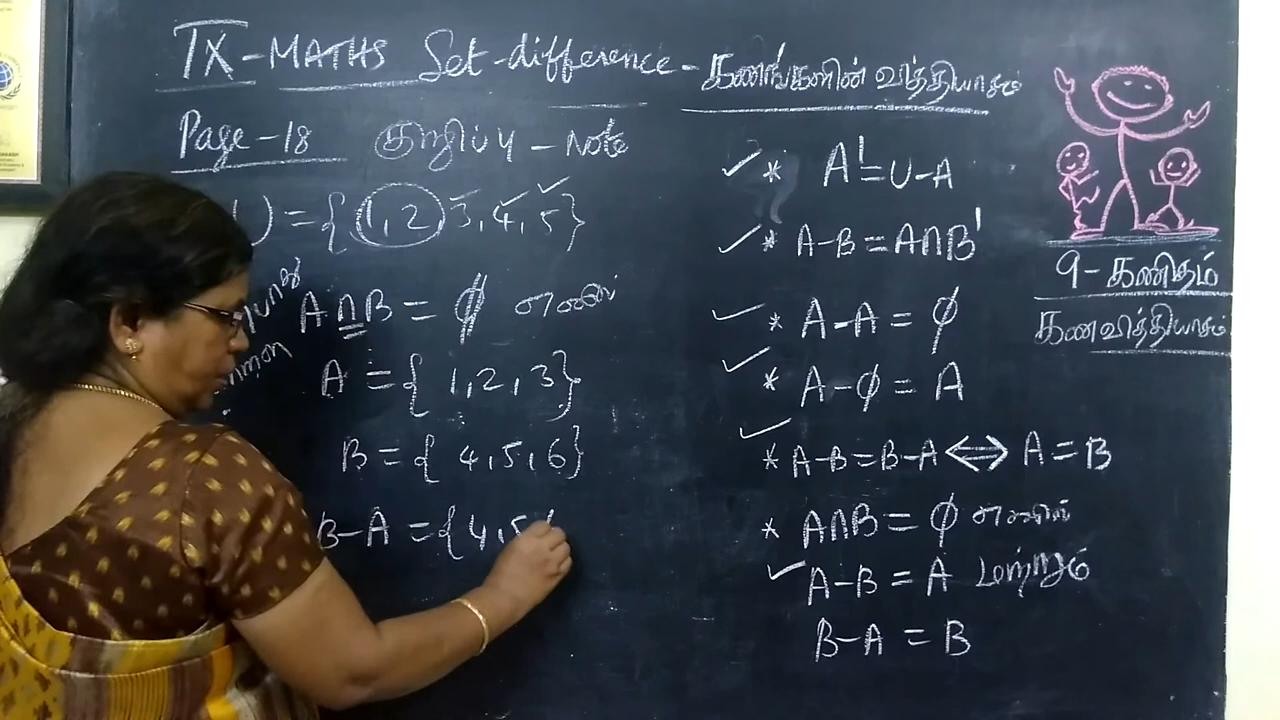 IX - MATHS Set-difference - கணங்களின் வித்தியாசம்
Page - 18 குறிப்பு - Note
) = { 1, 2 3, 4, 5 }
A ∩ B = ϕ எனில்
mmon
A = { 1, 2, 3 }
B = { 4, 5, 6 }
B - A = { 4, 5
* A' = U - A
* A - B = A ∩ B'
* A - A = ϕ
* A - ϕ = A
* A - B = B - A ⟺ A = B
* A ∩ B = ϕ எனில்
A - B = A மற்றும்
B - A = B
9 - கணிதம்
கணவித்தியாசம்